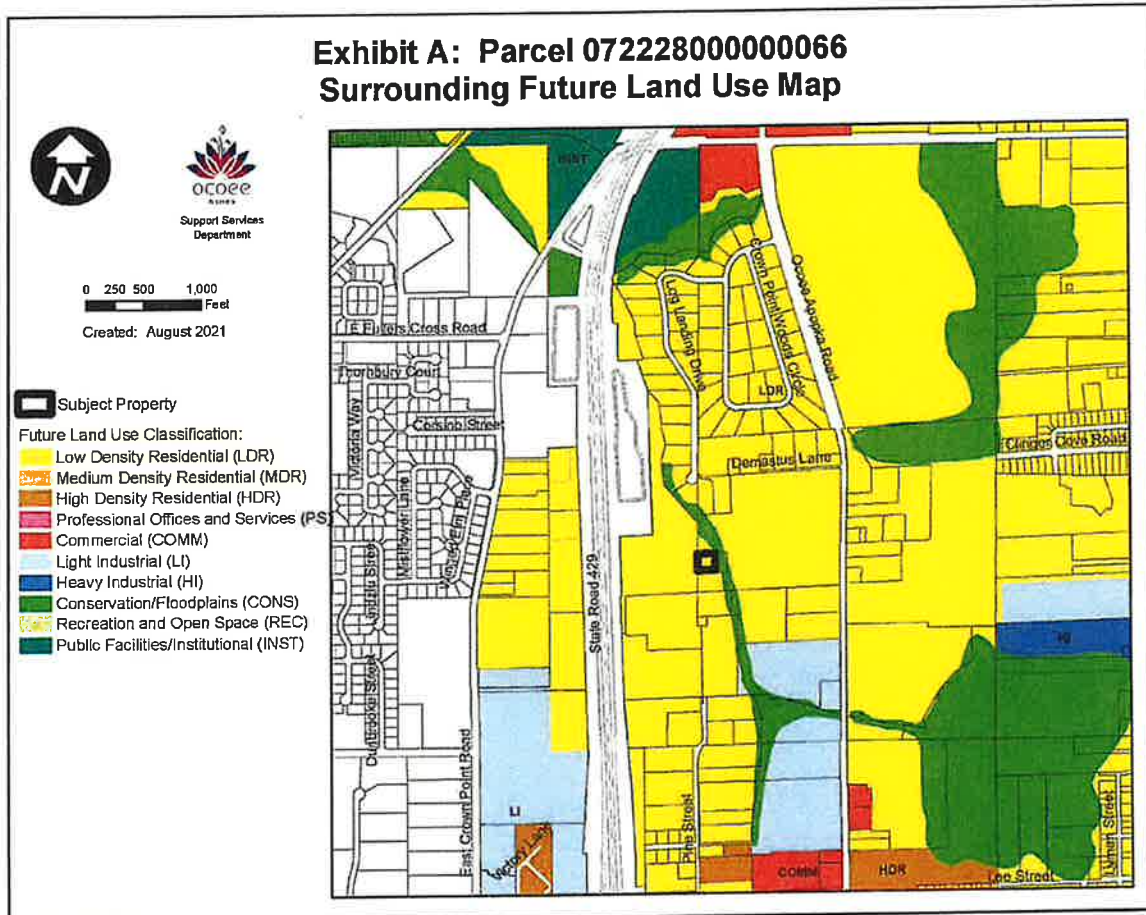 Exhibit A: Parcel 072228000000066
Surrounding Future Land Use Map
N
ocoee
Support Services
Department
0 250 500 1,000
Feet
Created: August 2021
Subject Property
Future Land Use Classification:
Low Density Residential (LDR)
Medium Density Residential (MDR)
High Density Residential (HDR)
Professional Offices and Services (PS)
Commercial (COMM)
Light Industrial (LI)
Heavy Industrial (HI)
Conservation/Floodplains (CONS)
Recreation and Open Space (REC)
Public Facilities/Institutional (INST)
INST
E Fullers Cross Road
Thornbury Court
Victoria Way
Mayflower Lane
East Crown Point Road
State Road 429
Log Landing Drive
Crown Point Woods Circle
Ocoee Apopka Road
LDR
Demastus Lane
HI
LI
Pine Street
COMM
HDR
Lee Street